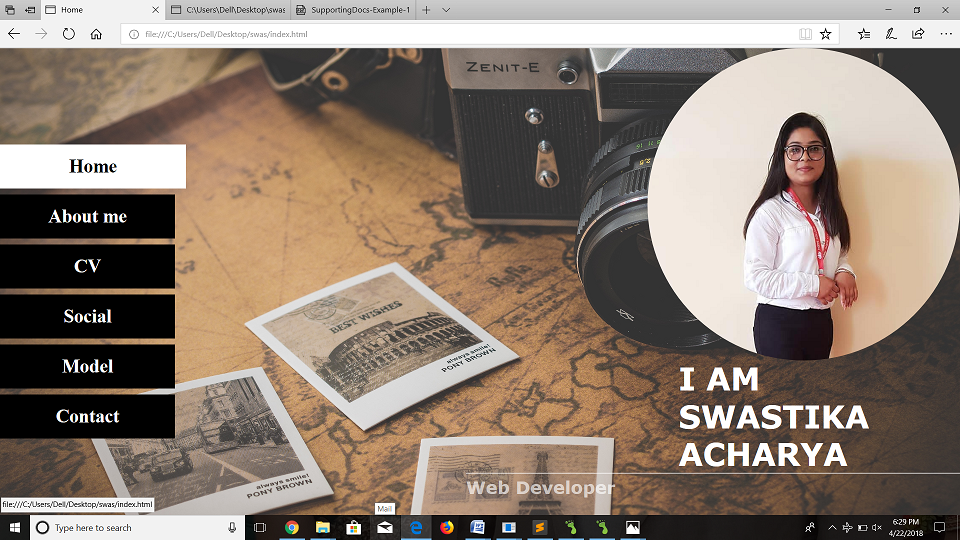 Home
C:\Users\Dell\Desktop\swas
SupportingDocs-Example-1
file:///C:/Users/Dell/Desktop/swas/index.html
ZENIT-E
Home
About me
CV
Social
Model
Contact
BEST WISHES
always smile!
PONY BROWN
always smile!
PONY BROWN
I AM
SWASTIKA
ACHARYA
Web Developer
file:///C:/Users/Dell/Desktop/swas/index.html
Mail
Type here to search
6:29 PM
4/22/2018